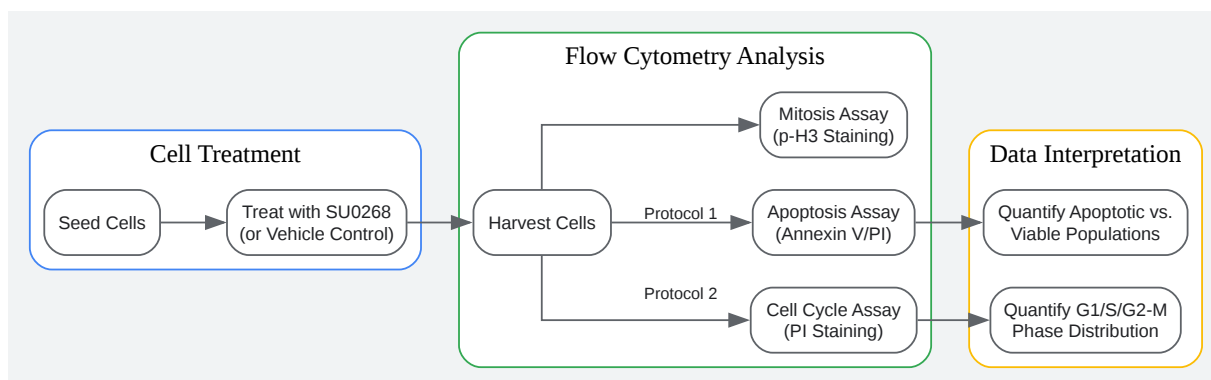 Flow Cytometry Analysis
Mitosis Assay
(p-H3 Staining)
Cell Treatment
Data Interpretation
Seed Cells
Treat with SU0268
(or Vehicle Control)
Harvest Cells
Protocol 1
Apoptosis Assay
(Annexin V/PI)
Quantify Apoptotic vs.
Viable Populations
Protocol 2
Cell Cycle Assay
(PI Staining)
Quantify G1/S/G2-M
Phase Distribution